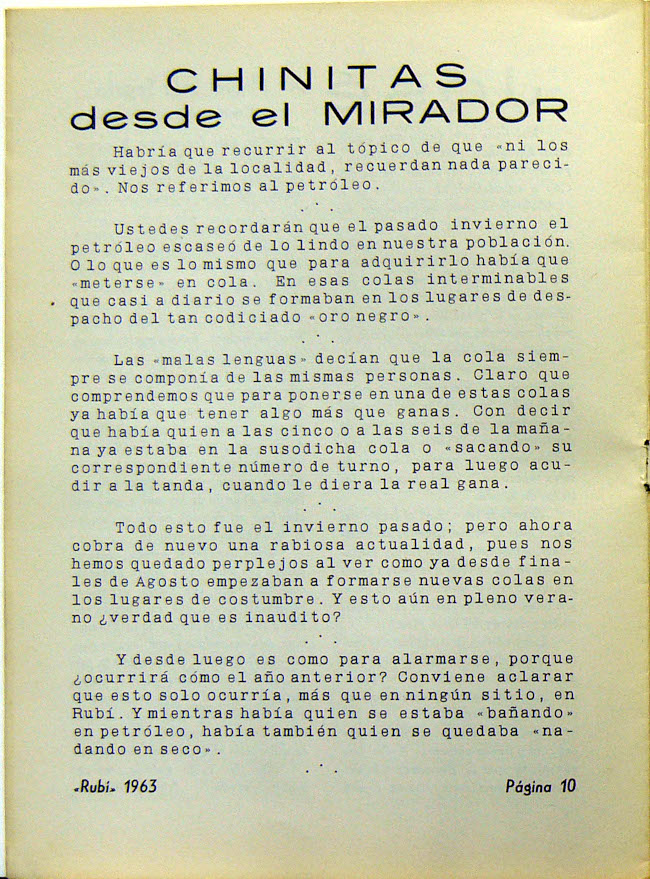 CHINITAS
desde el MIRADOR
Habría que recurrir al tópico de que «ni los
más viejos de la localidad, recuerdan nada pareci-
do». Nos referimos al petróleo.
. · .
Ustedes recordarán que el pasado invierno el
petróleo escaseó de lo lindo en nuestra población.
O lo que es lo mismo que para adquirirlo había que
«meterse» en cola. En esas colas interminables
que casi a diario se formaban en los lugares de des-
pacho del tan codiciado «oro negro».
. · .
Las «malas lenguas» decían que la cola siem-
pre se componía de las mismas personas. Claro que
comprendemos que para ponerse en una de estas colas
ya había que tener algo más que ganas. Con decir
que había quien a las cinco o a las seis de la maña-
na ya estaba en la susodicha cola o «sacando» su
correspondiente número de turno, para luego acu-
dir a la tanda, cuando le diera la real gana.
. · .
Todo esto fue el invierno pasado; pero ahora
cobra de nuevo una rabiosa actualidad, pues nos
hemos quedado perplejos al ver como ya desde fina-
les de Agosto empezaban a formarse nuevas colas en
los lugares de costumbre. Y esto aún en pleno vera-
no ¿verdad que es inaudito?
. · .
Y desde luego es como para alarmarse, porque
¿ocurrirá cómo el año anterior? Conviene aclarar
que esto solo ocurría, más que en ningún sitio, en
Rubí. Y mientras había quien se estaba «bañando»
en petróleo, había también quien se quedaba «na-
dando en seco».
. · .
«Rubí» 1963 Página 10